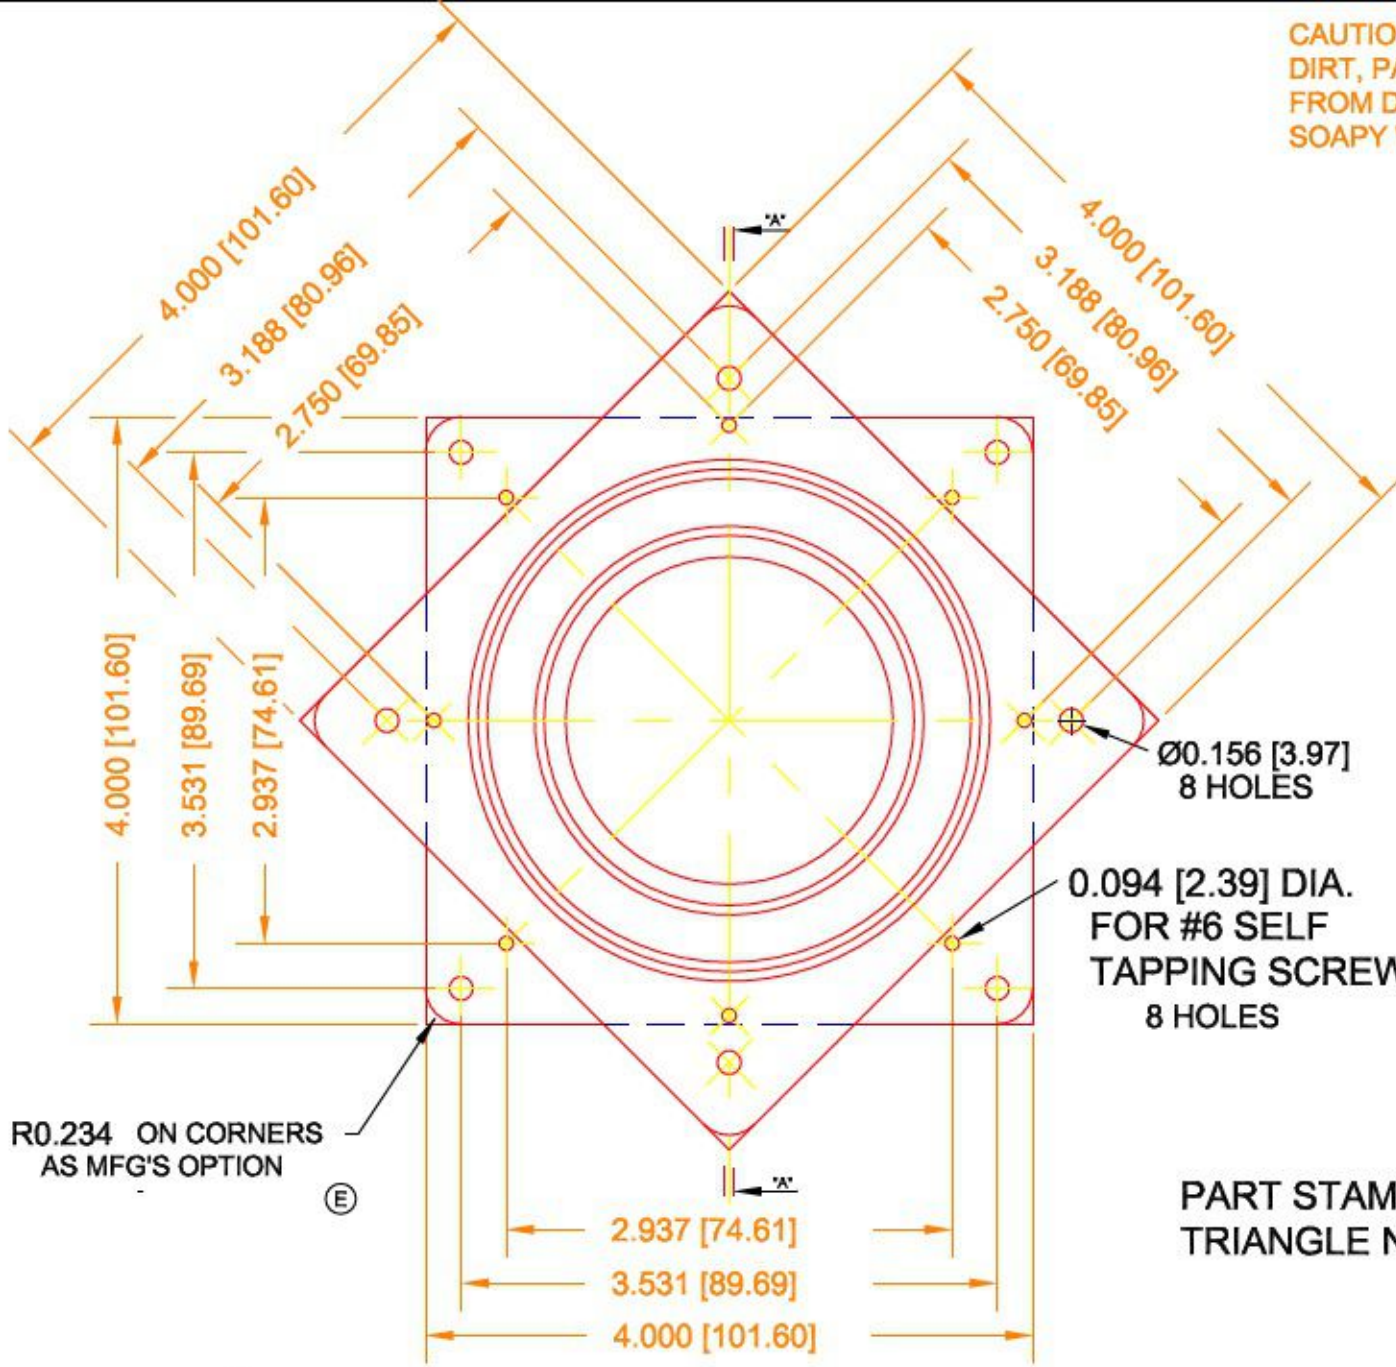 CAUTIO
DIRT, PA
FROM D
SOAPY
4.000 [101.60]
3.188 [80.96]
2.750 [69.85]
"A"
4.000 [101.60]
3.188 [80.96]
2.750 [69.85]
4.000 [101.60]
3.531 [89.69]
2.937 [74.61]
Ø0.156 [3.97]
8 HOLES
0.094 [2.39] DIA.
FOR #6 SELF
TAPPING SCREW
8 HOLES
R0.234 ON CORNERS
AS MFG'S OPTION
-
E
"A"
PART STAM
TRIANGLE N
2.937 [74.61]
3.531 [89.69]
4.000 [101.60]